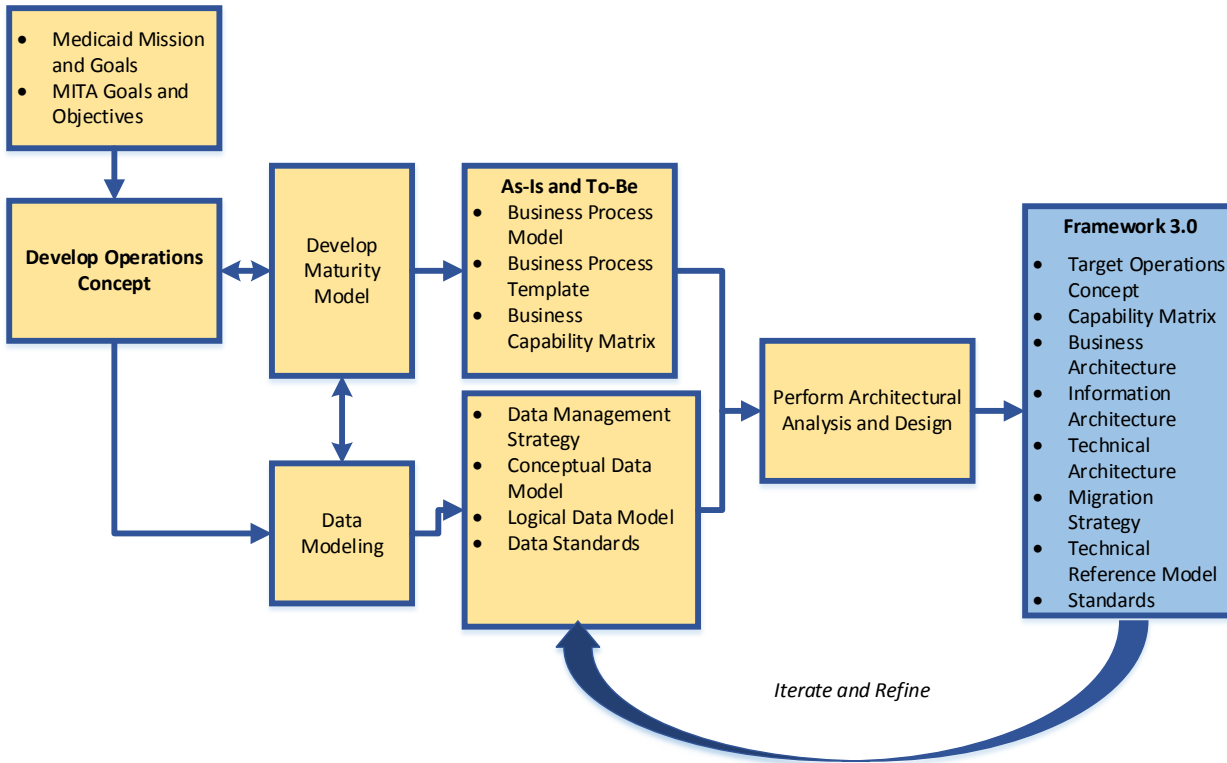 • Medicaid Mission
and Goals
• MITA Goals and
Objectives
Develop Operations
Concept
Develop
Maturity
Model
As-Is and To-Be
• Business Process
Model
• Business Process
Template
• Business
Capability Matrix
Data
Modeling
• Data Management
Strategy
• Conceptual Data
Model
• Logical Data Model
• Data Standards
Perform Architectural
Analysis and Design
Framework 3.0
• Target Operations
Concept
• Capability Matrix
• Business
Architecture
• Information
Architecture
• Technical
Architecture
• Migration
Strategy
• Technical
Reference Model
• Standards
Iterate and Refine